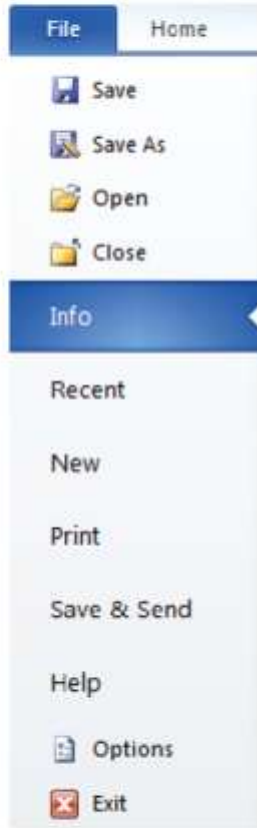 File Home
Save
Save As
Open
Close
Info
Recent
New
Print
Save & Send
Help
Options
Exit